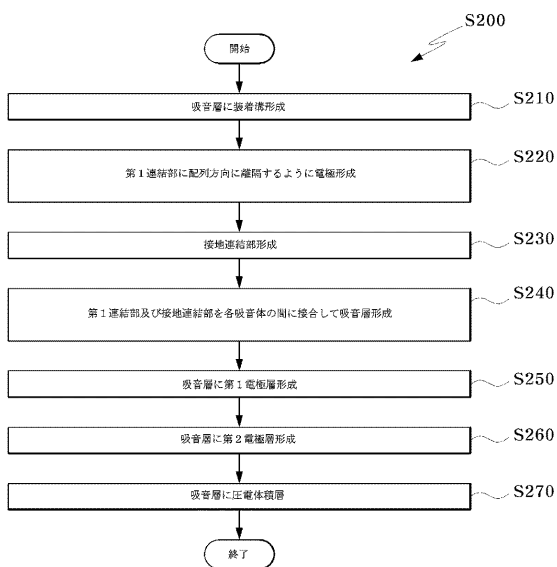 S200
開始
吸音層に装着構形成
S210
第1連結部に配列方向に離隔するように電極形成
S220
接地連結部形成
S230
第1連結部及び接地連結部を各吸音体の間に接合して吸音層形成
S240
吸音層に第1電極層形成
S250
吸音層に第2電極層形成
S260
吸音層に圧電体積層
S270
終了